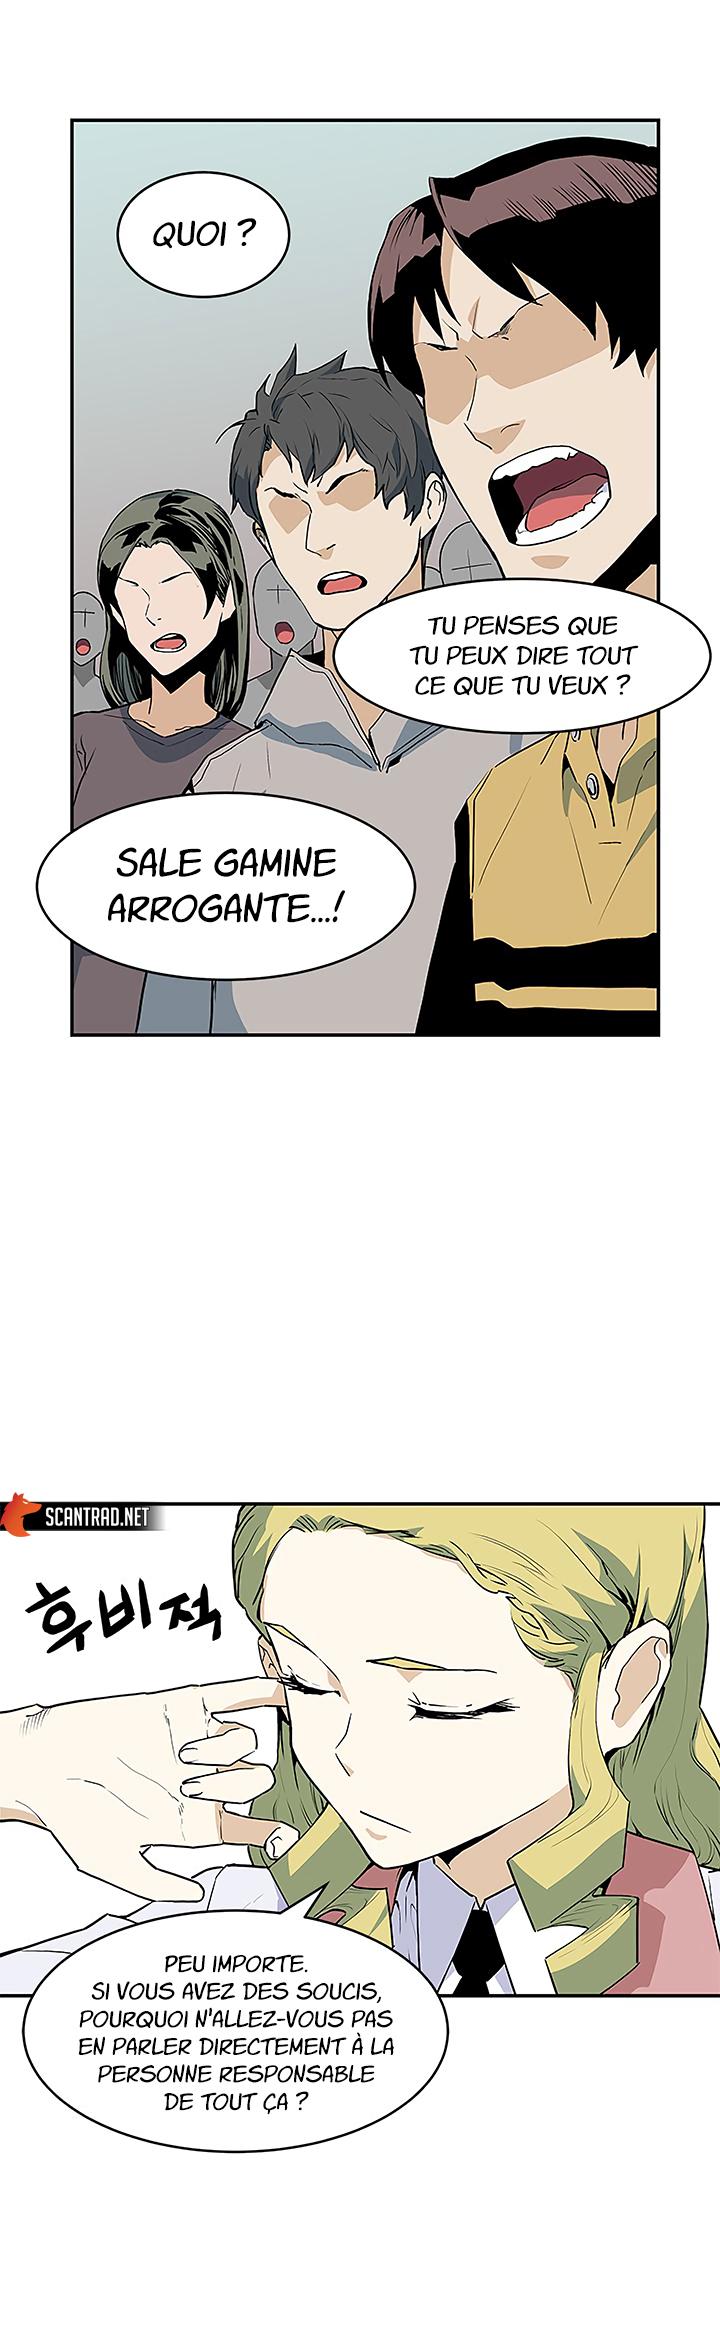 QUOI ?
TU PENSES QUE
TU PEUX DIRE TOUT
CE QUE TU VEUX ?
SALE GAMINE
ARROGANTE...!
SCANTRAD.NET
후비적
PEU IMPORTE.
SI VOUS AVEZ DES SOUCIS,
POURQUOI N'ALLEZ-VOUS PAS
EN PARLER DIRECTEMENT À LA
PERSONNE RESPONSABLE
DE TOUT ÇA ?